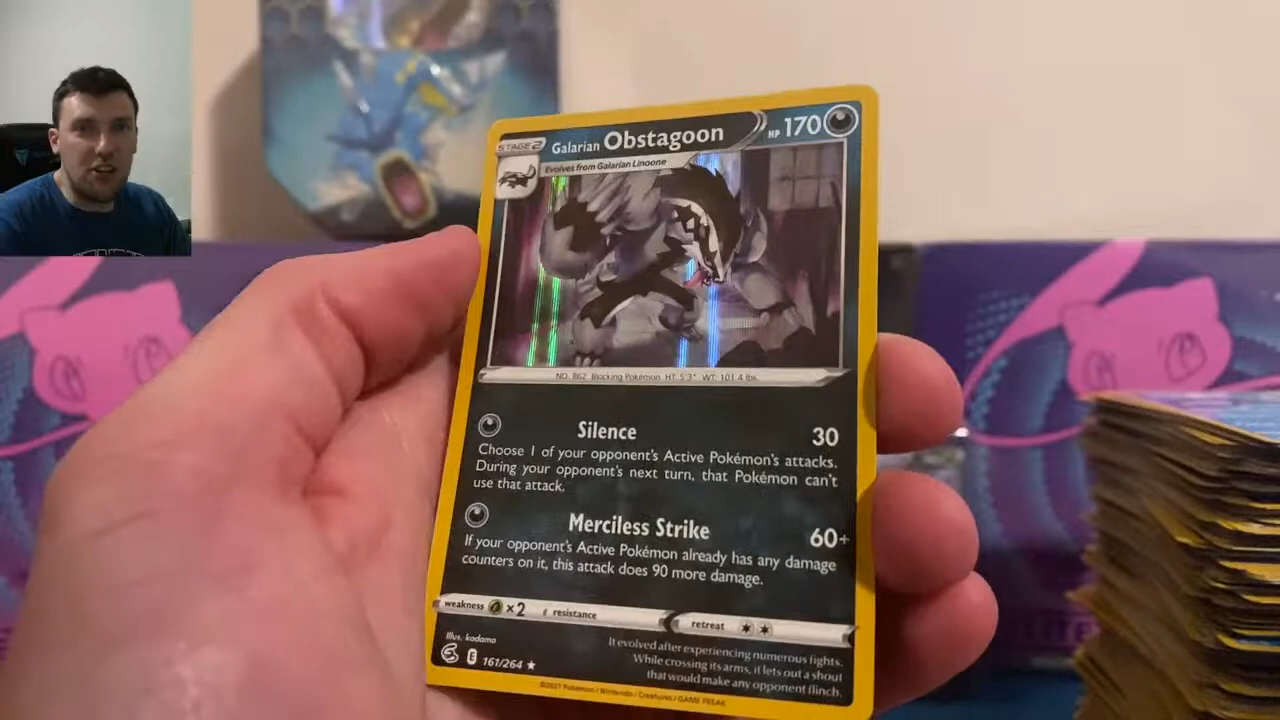 STAGE 2
Galarian Obstagoon
HP 170
Evolves from Galarian Linoone
NO. 862 Blocking Pokémon HT: 5'3" WT: 101.4 lbs.
Silence 30
Choose 1 of your opponent's Active Pokémon's attacks.
During your opponent's next turn, that Pokémon can't
use that attack.
Merciless Strike 60+
If your opponent's Active Pokémon already has any damage
counters on it, this attack does 90 more damage.
weakness ×2 resistance retreat
Illus. kodama
E 161/264
It evolved after experiencing numerous fights.
While crossing its arms, it lets out a shout
that would make any opponent flinch.
©2021 Pokémon / Nintendo / Creatures / GAME FREAK